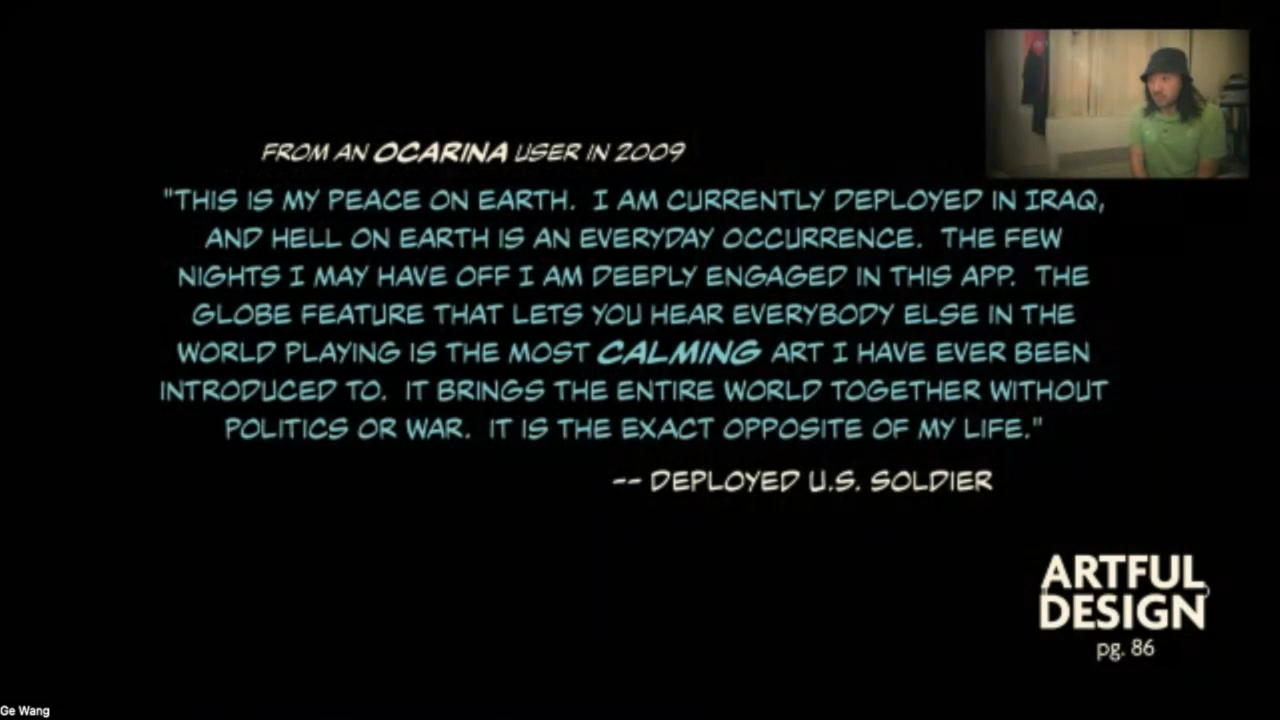 FROM AN OCARINA USER IN 2009
"THIS IS MY PEACE ON EARTH. I AM CURRENTLY DEPLOYED IN IRAQ,
AND HELL ON EARTH IS AN EVERYDAY OCCURRENCE. THE FEW
NIGHTS I MAY HAVE OFF I AM DEEPLY ENGAGED IN THIS APP. THE
GLOBE FEATURE THAT LETS YOU HEAR EVERYBODY ELSE IN THE
WORLD PLAYING IS THE MOST CALMING ART I HAVE EVER BEEN
INTRODUCED TO. IT BRINGS THE ENTIRE WORLD TOGETHER WITHOUT
POLITICS OR WAR. IT IS THE EXACT OPPOSITE OF MY LIFE."
-- DEPLOYED U.S. SOLDIER
ARTFUL
DESIGN
pg. 86
Ge Wang